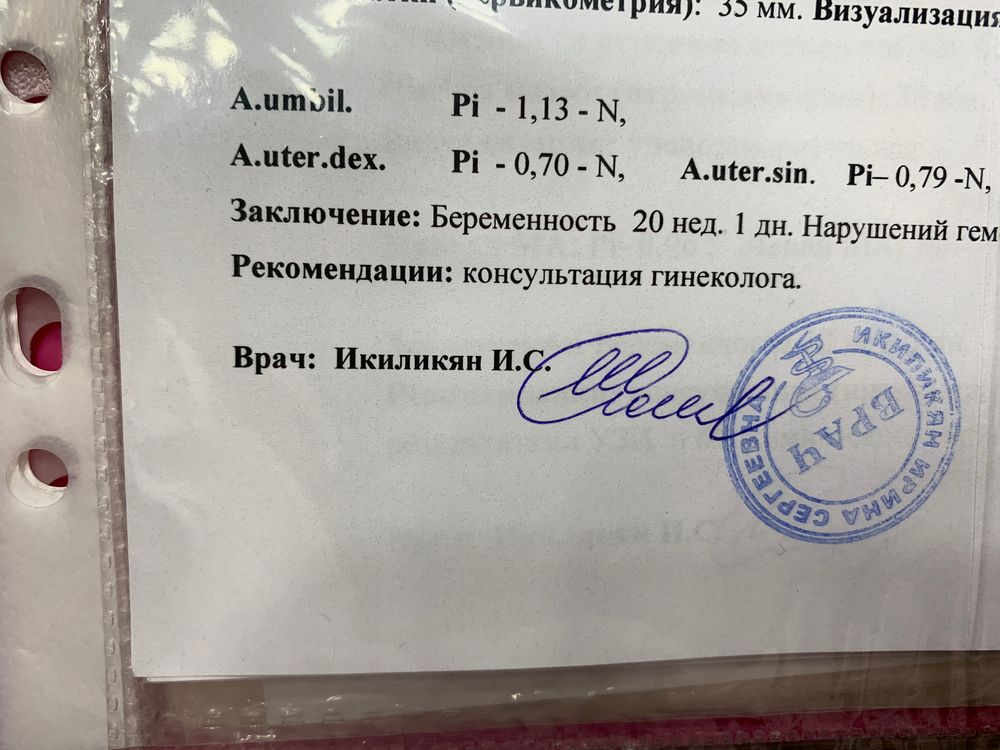 (Цервикометрия): 35 мм. Визуализация
A.umbil. Pi - 1,13 - N,
A.uter.dex. Pi - 0,70 - N, A.uter.sin. Pi– 0,79 -N,
Заключение: Беременность 20 нед. 1 дн. Нарушений гем
Рекомендации: консультация гинеколога.
Врач: Икиликян И.С.
ИКИЛИКЯН ИРИНА СЕРГЕЕВНА
ВРАЧ